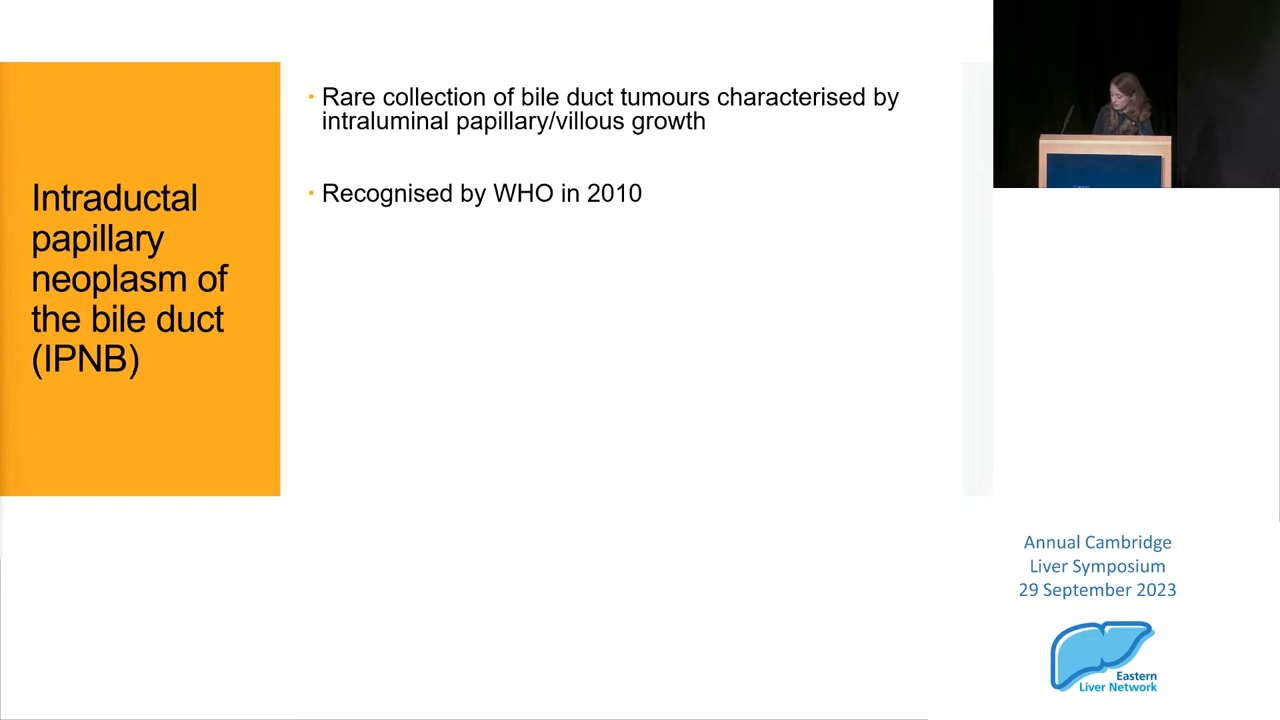 Intraductal
papillary
neoplasm of
the bile duct
(IPNB)
• Rare collection of bile duct tumours characterised by
intraluminal papillary/villous growth
• Recognised by WHO in 2010
Annual Cambridge
Liver Symposium
29 September 2023
Eastern
Liver Network